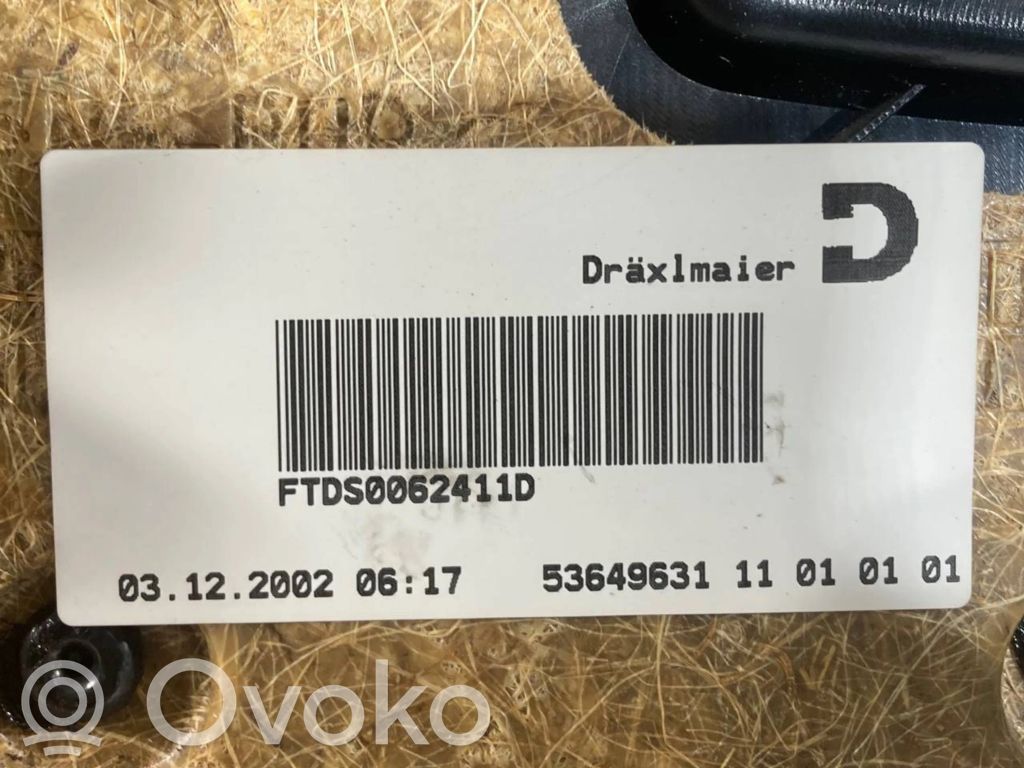 Dräxlmaier D
FTDS0062411D
03.12.2002 06:17 53649631 11 01 01 01
Ovoko